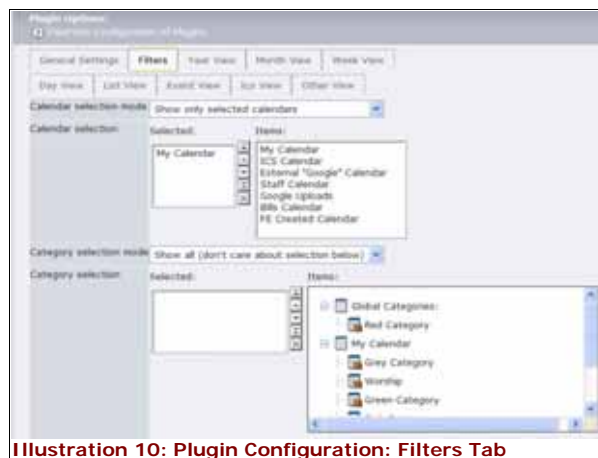 Plugin Options:
General Settings Filters Year View Month View Week View
Day View List View Event View Ics View Other View
Calendar selection mode Show only selected calendars
Calendar selection Selected: Items:
My Calendar
My Calendar
ICS Calendar
External "Google" Calendar
Staff Calendar
Google Uploads
Bills Calendar
FE Created Calendar
Category selection mode Show all (don't care about selection below)
Category selection Selected: Items:
Global Categories:
Red Category
My Calendar
Grey Category
Worship
Green Category
Illustration 10: Plugin Configuration: Filters Tab